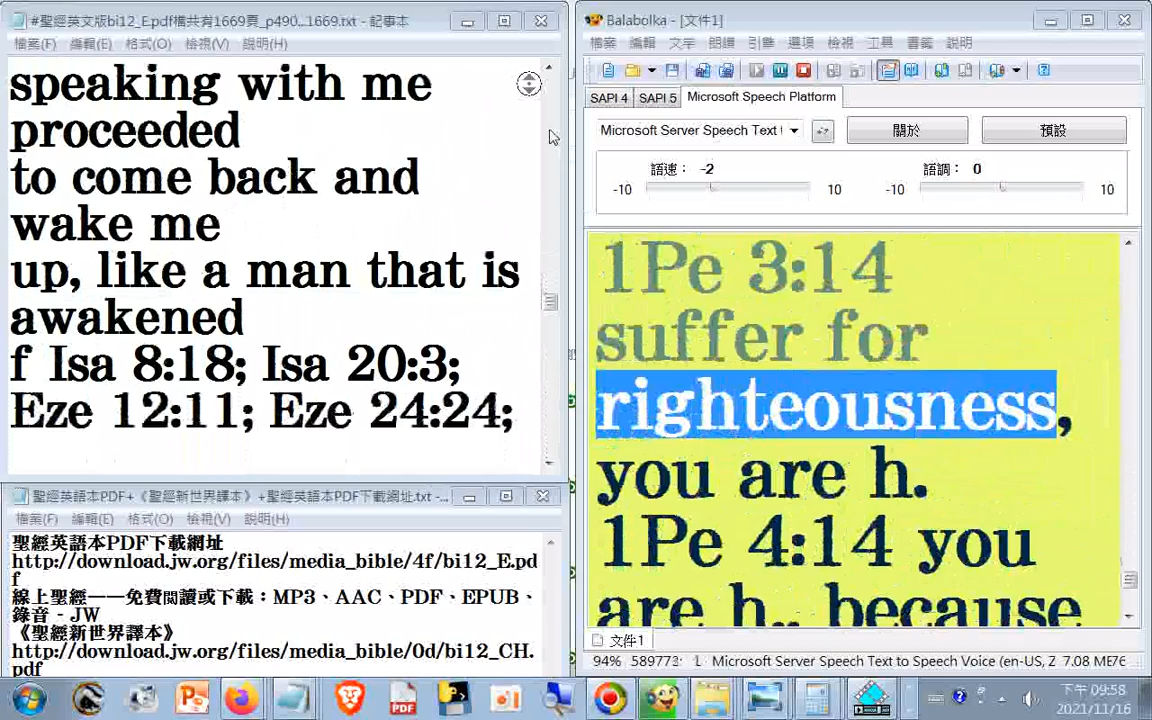 #聖經英文版bi12_E.pdf檔共有1669頁_p490,..1669.txt - 記事本
檔案(F) 編輯(E) 格式(O) 檢視(V) 說明(H)
speaking with me
proceeded
to come back and
wake me
up, like a man that is
awakened
f Isa 8:18; Isa 20:3;
Eze 12:11; Eze 24:24;
聖經英語本PDF+《聖經新世界譯本》+聖經英語本PDF下載網址.txt - ...
檔案(F) 編輯(E) 格式(O) 檢視(V) 說明(H)
聖經英語本PDF下載網址
http://download.jw.org/files/media_bible/4f/bi12_E.pd
f
線上聖經——免費閱讀或下載：MP3、AAC、PDF、EPUB、
錄音 - JW
《聖經新世界譯本》
http://download.jw.org/files/media_bible/0d/bi12_CH.
pdf
Balabolka - [文件1]
檔案 編輯 文字 朗讀 引擎 選項 檢視 工具 書籤 說明
SAPI 4 SAPI 5 Microsoft Speech Platform
Microsoft Server Speech Text 關於 預設
語速： -2 語調： 0
-10 10 -10 10
1Pe 3:14
suffer for
righteousness,
you are h.
1Pe 4:14 you
are h., because
文件1
94% 1 Microsoft Server Speech Text to Speech Voice (en-US, Z 7.08 ME
下午 09:58
2021/11/16